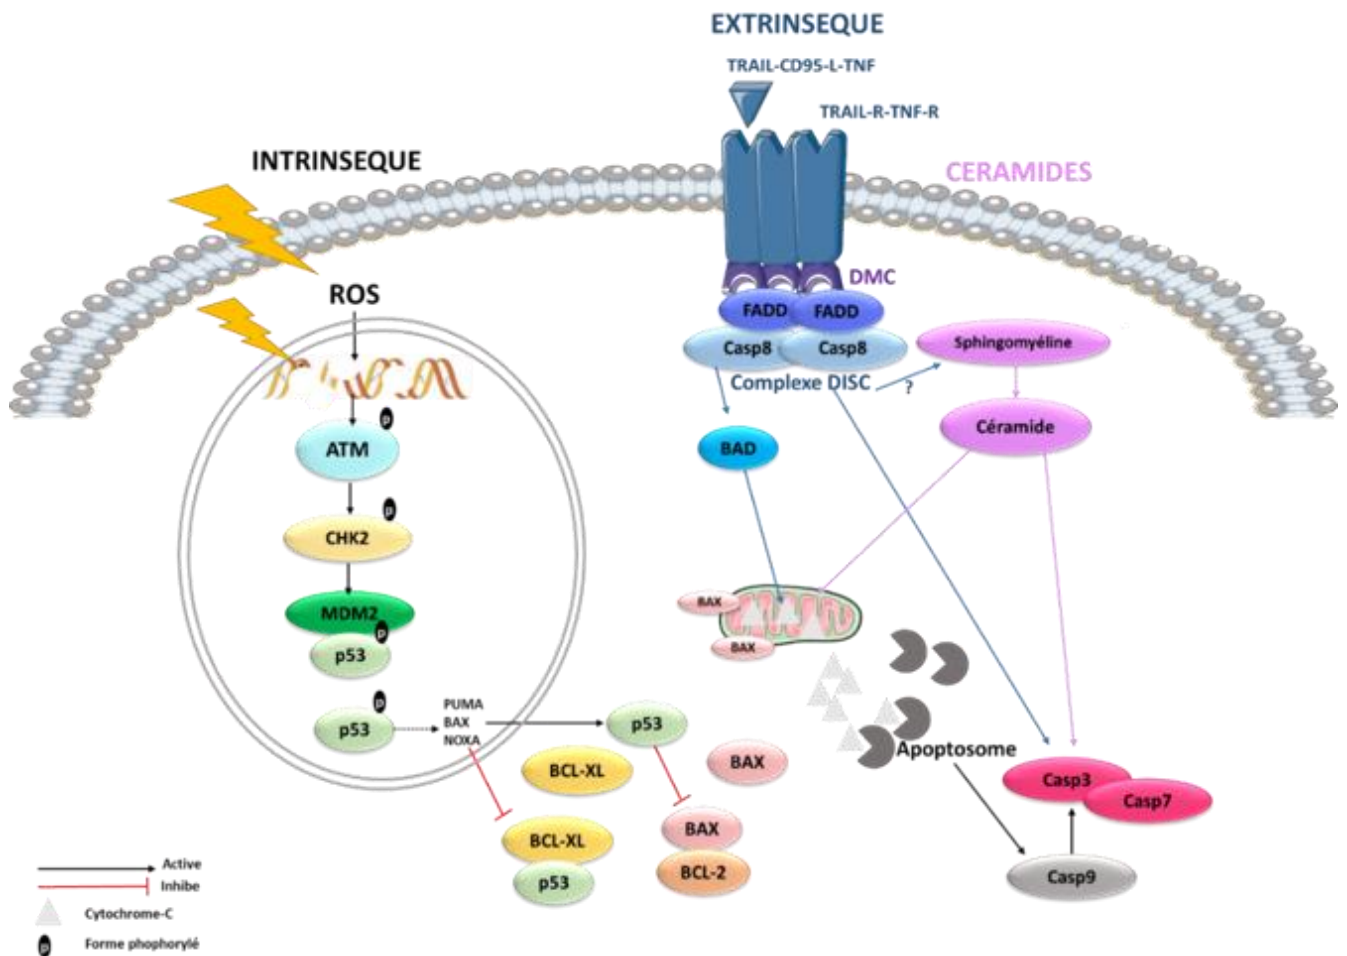 EXTRINSEQUE
TRAIL-CD95-L-TNF
TRAIL-R-TNF-R
INTRINSEQUE
CERAMIDES
ROS
DMC
FADD
FADD
Casp8
Casp8
Sphingomyéline
Complexe DISC
?
P
ATM
Céramide
BAD
P
CHK2
MDM2
P
p53
BAX
BAX
P
p53
PUMA
BAX
NOXA
p53
BCL-XL
BAX
Apoptosome
Casp3
Casp7
BCL-XL
p53
BAX
BCL-2
Casp9
Active
Inhibe
Cytochrome-C
P
Forme phophorylé